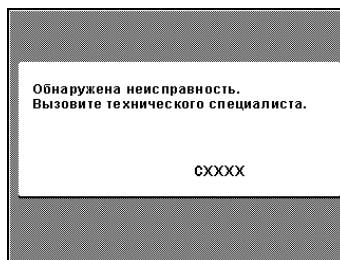 Обнаружена неисправность.
Вызовите технического специалиста.
CXXXX